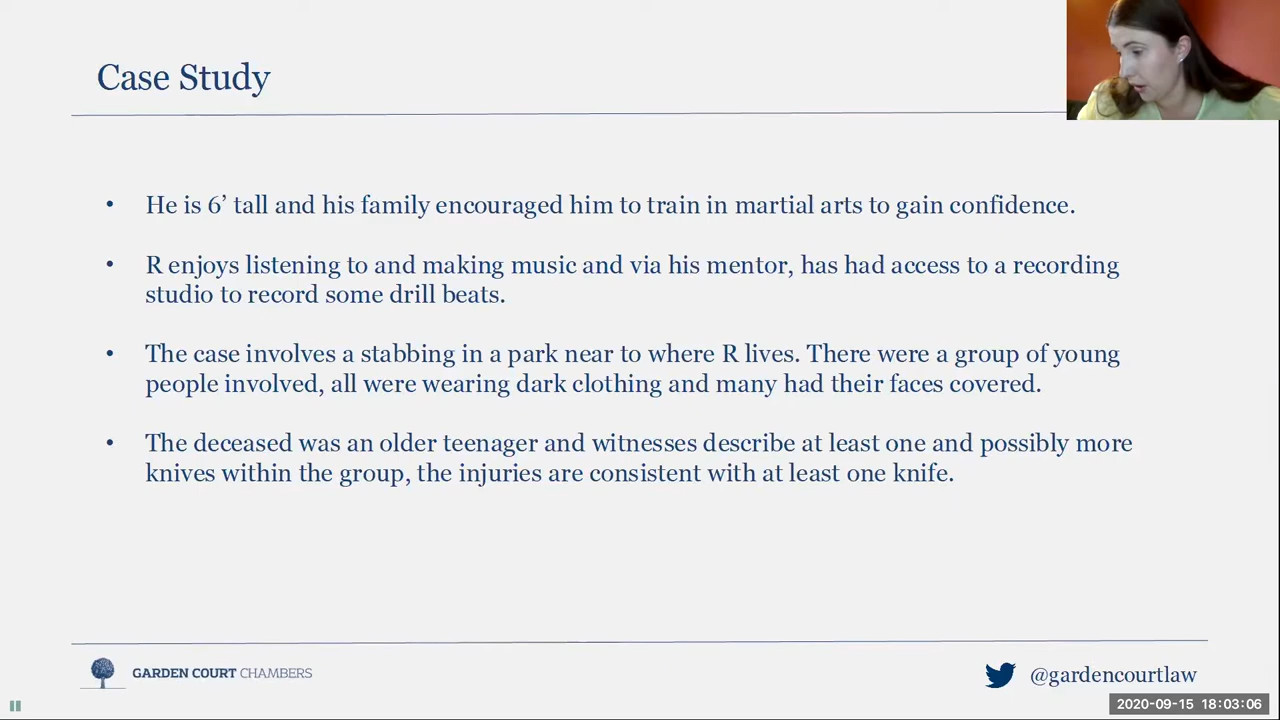 Case Study
• He is 6’ tall and his family encouraged him to train in martial arts to gain confidence.
• R enjoys listening to and making music and via his mentor, has had access to a recording
studio to record some drill beats.
• The case involves a stabbing in a park near to where R lives. There were a group of young
people involved, all were wearing dark clothing and many had their faces covered.
• The deceased was an older teenager and witnesses describe at least one and possibly more
knives within the group, the injuries are consistent with at least one knife.
GARDEN COURT CHAMBERS
@gardencourtlaw
2020-09-15 18:03:06